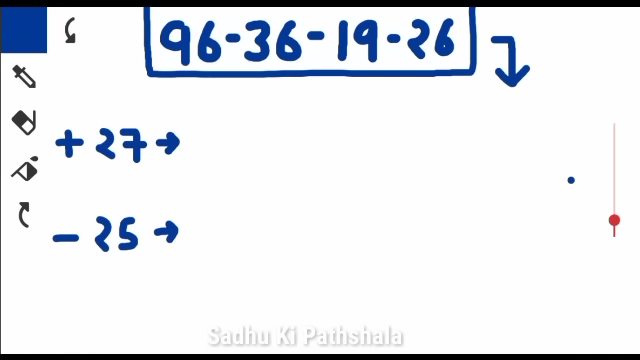 96-36-19-26
+ 27 →
- 25 →
Sadhu Ki Pathshala